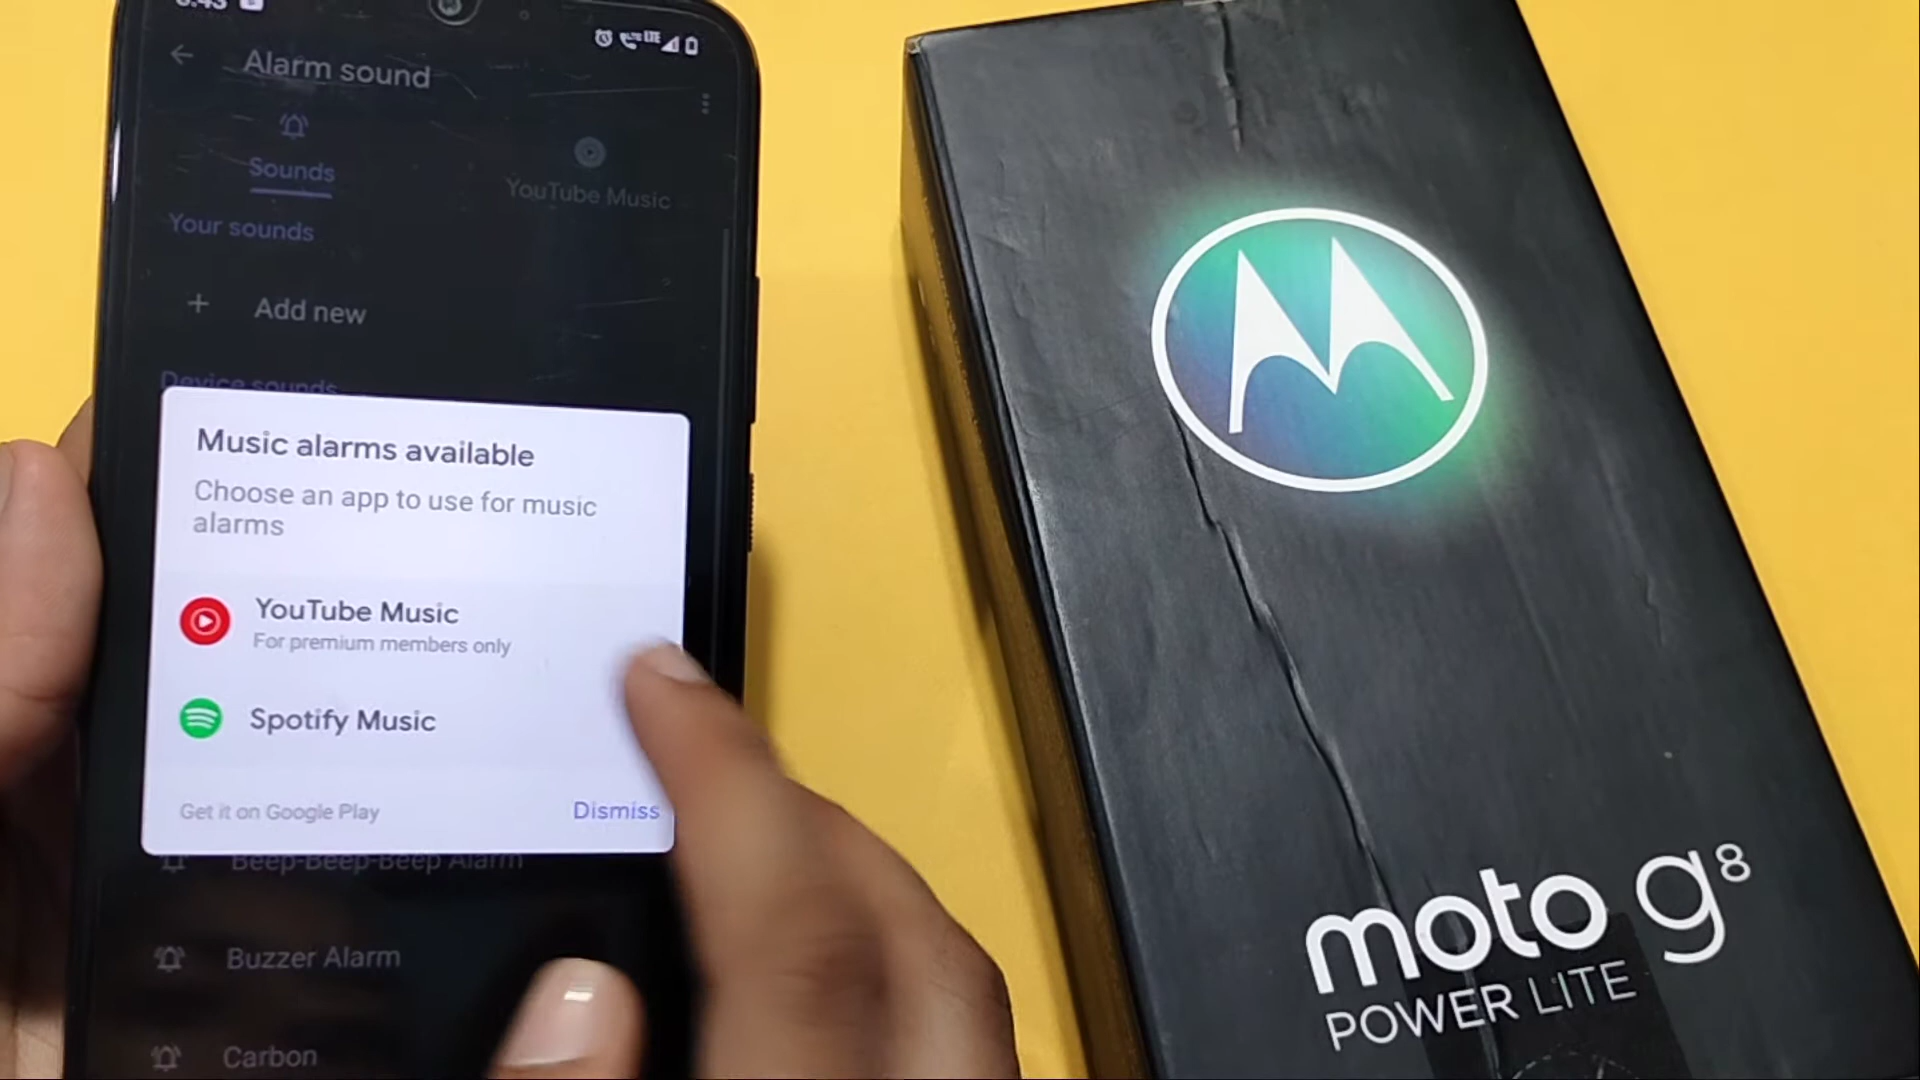 Alarm sound
Sounds
YouTube Music
Your sounds
+ Add new
Device sounds
Music alarms available
Choose an app to use for music
alarms
YouTube Music
For premium members only
Spotify Music
Get it on Google Play
Dismiss
Beep-Beep-Beep Alarm
Buzzer Alarm
Carbon
moto g8
POWER LITE